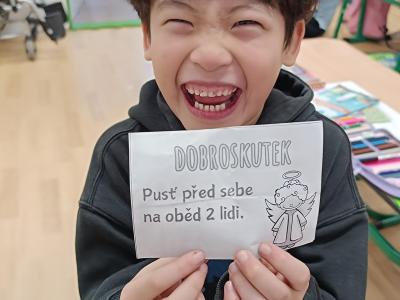 DOBROSKUTEK
Pusť před sebe
na oběd 2 lidi.